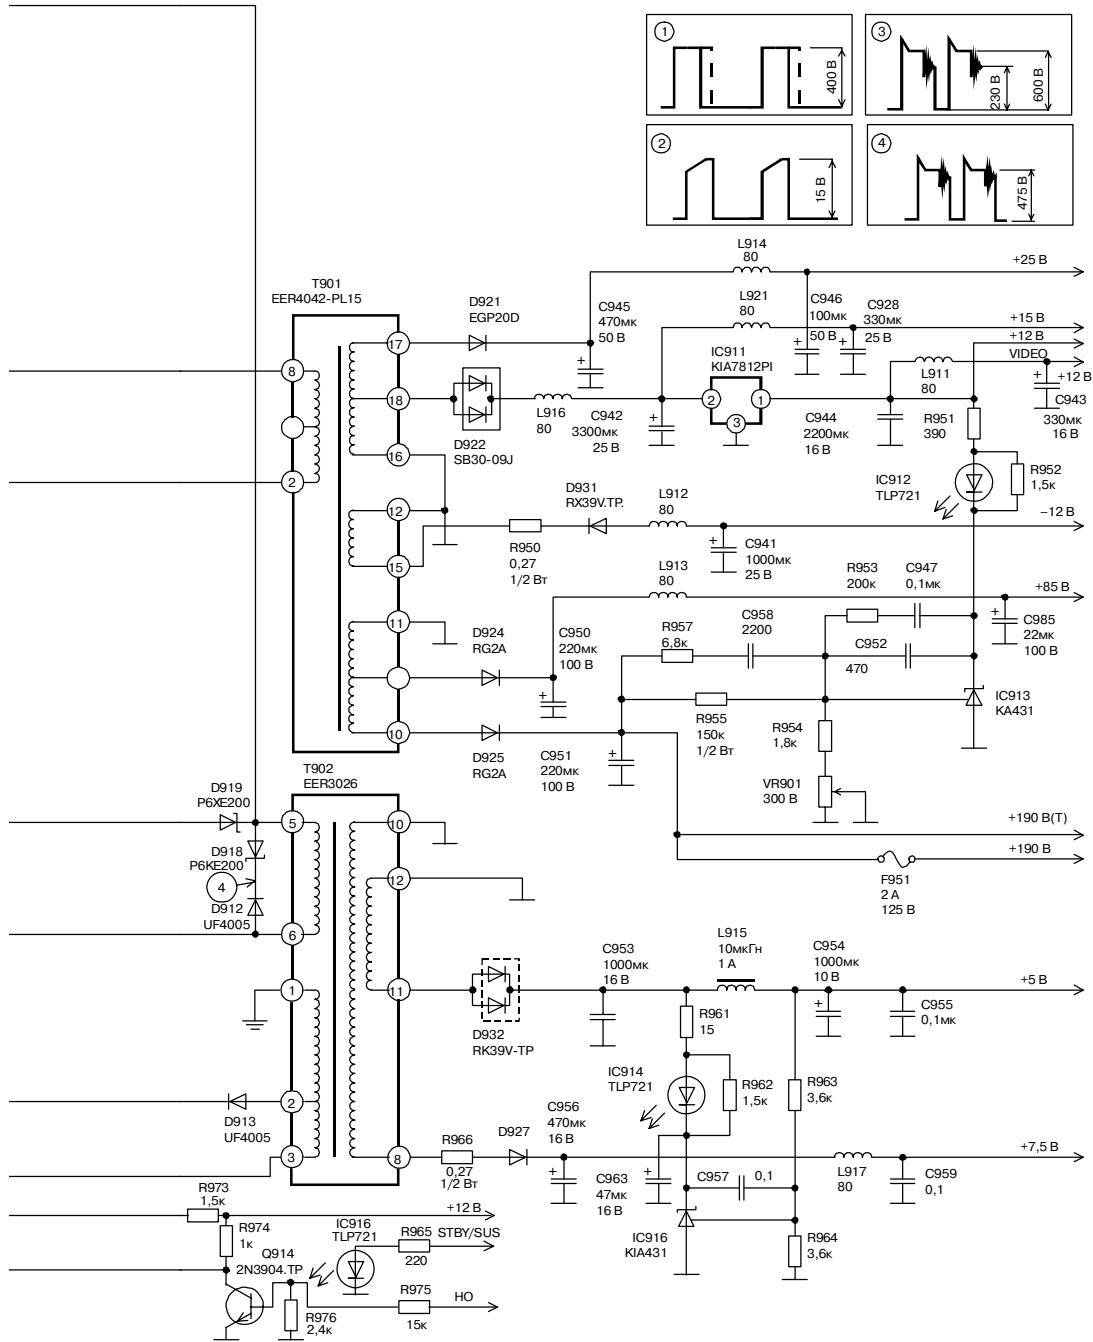 1
400 В
3
230 В
600 В
2
15 В
4
475 В
L914
80
+25 В
T901
EER4042-PL15
D921
EGP20D
C945
470мк
50 В
L921
80
C946
100мк
50 В
C928
330мк
25 В
+15 В
+12 В
VIDEO
+12 В
17
8
18
2
16
12
15
11
10
D922
SB30-09J
L916
80
C942
3300мк
25 В
IC911
KIA7812PI
2
1
3
C944
2200мк
16 В
L911
80
R951
390
C943
330мк
16 В
IC912
TLP721
R952
1,5к
D931
RX39V.TP.
L912
80
−12 В
R950
0,27
1/2 Вт
C941
1000мк
25 В
L913
80
R953
200к
C947
0,1мк
+85 В
D924
RG2A
C950
220мк
100 В
R957
6,8к
C958
2200
C952
470
C985
22мк
100 В
IC913
KA431
R955
150к
1/2 Вт
R954
1,8к
D925
RG2A
C951
220мк
100 В
VR901
300 В
T902
EER3026
D919
P6XE200
+190 В(Т)
+190 В
F951
2 А
125 В
5
10
D918
P6KE200
4
12
D912
UF4005
6
1
11
L915
10мкГн
1 А
C953
1000мк
16 В
C954
1000мк
10 В
+5 В
C955
0,1мк
D932
RK39V-TP
R961
15
IC914
TLP721
R962
1,5к
R963
3,6к
2
D913
UF4005
C956
470мк
16 В
R966
0,27
1/2 Вт
D927
3
8
+7,5 В
C963
47мк
16 В
C957
0,1
L917
80
C959
0,1
R973
1,5к
+12 В
R974
1к
IC916
TLP721
R965
220
STBY/SUS
IC916
KIA431
R964
3,6к
Q914
2N3904.TP
R976
2,4к
R975
15к
HO